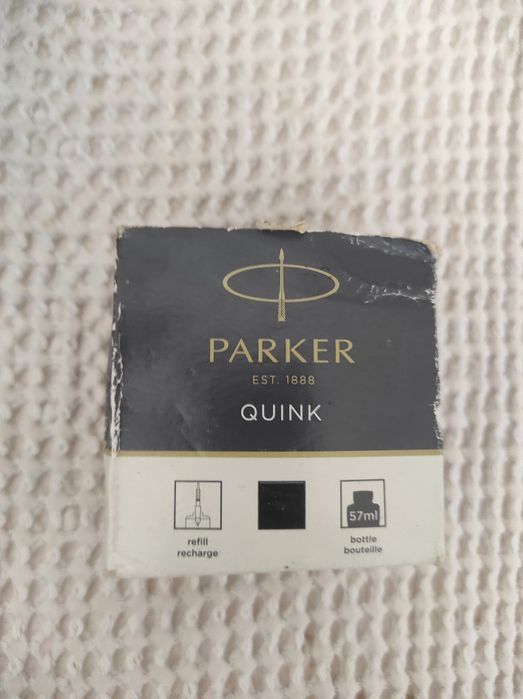 PARKER
EST. 1888
QUINK
refill
recharge
57ml
bottle
bouteille